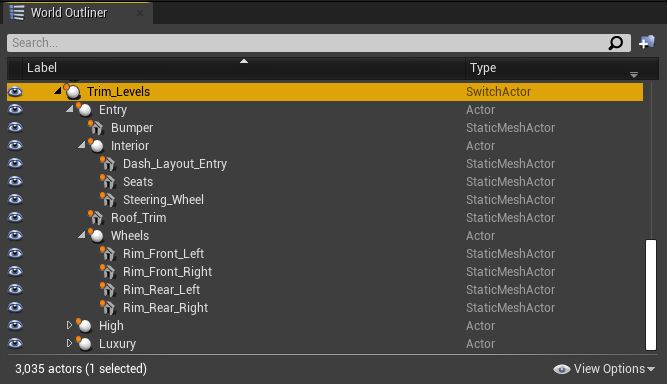 World Outliner
Search...
Label Type
Trim_Levels SwitchActor
Entry Actor
Bumper StaticMeshActor
Interior Actor
Dash_Layout_Entry StaticMeshActor
Seats StaticMeshActor
Steering_Wheel StaticMeshActor
Roof_Trim StaticMeshActor
Wheels Actor
Rim_Front_Left StaticMeshActor
Rim_Front_Right StaticMeshActor
Rim_Rear_Left StaticMeshActor
Rim_Rear_Right StaticMeshActor
High Actor
Luxury Actor
3,035 actors (1 selected) View Options